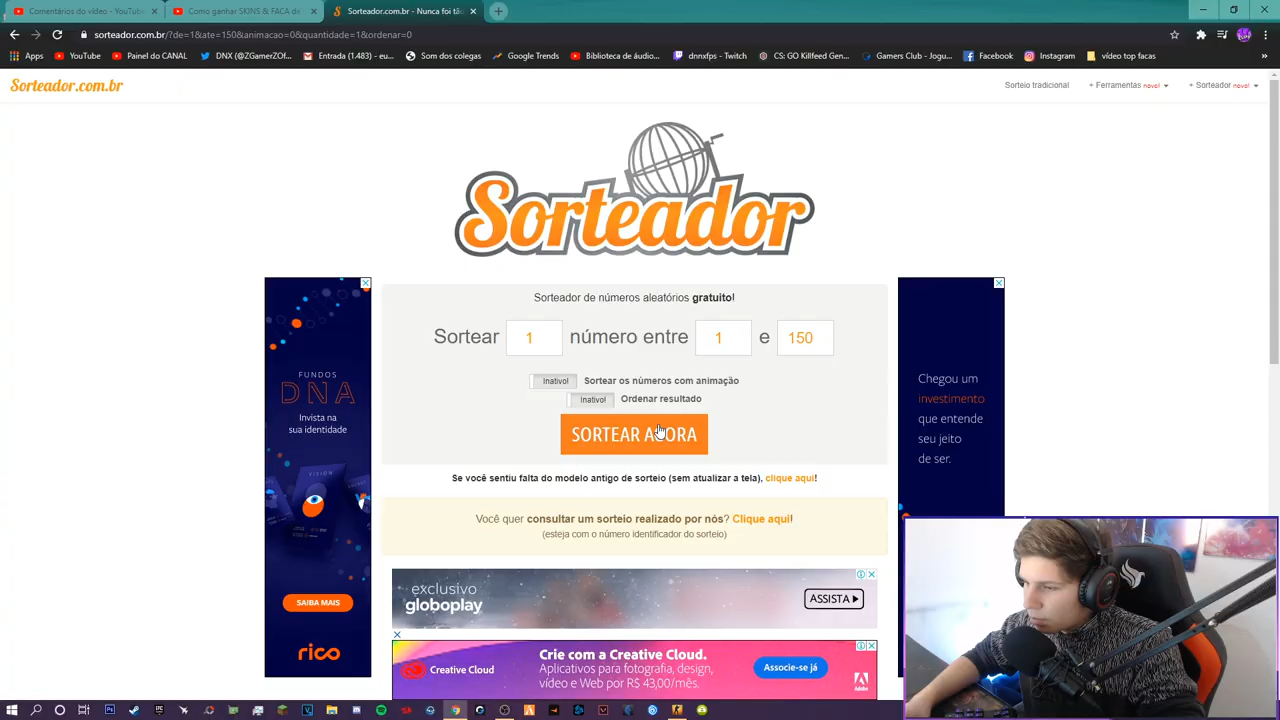 Comentários do vídeo - YouTube
Como ganhar SKINS & FACA de
Sorteador.com.br - Nunca foi tão
sorteador.com.br/?de=1&ate=150&animacao=0&quantidade=1&ordenar=0
Apps YouTube Painel do CANAL DNX (@ZGamerZOf... Entrada (1.483) - eu... Som dos colegas Google Trends Biblioteca de áudio... dnnxfps - Twitch CS: GO Killfeed Gen... Gamers Club - Jogu... Facebook Instagram vídeo top facas
Sorteador.com.br
Sorteio tradicional + Ferramentas novo! + Sorteador novo!
Sorteador
Sorteador de números aleatórios gratuito!
Sortear 1 número entre 1 e 150
Inativo! Sortear os números com animação
Inativo! Ordenar resultado
SORTEAR AGORA
Se você sentiu falta do modelo antigo de sorteio (sem atualizar a tela), clique aqui!
Você quer consultar um sorteio realizado por nós? Clique aqui!
(esteja com o número identificador do sorteio)
FUNDOS
DNA
Invista na
sua identidade
VISION
SAIBA MAIS
rico
Chegou um
investimento
que entende
seu jeito
de ser.
exclusivo
globoplay
ASSISTA
Creative Cloud
Crie com a Creative Cloud.
Aplicativos para fotografia, design,
vídeo e Web por R$ 43,00/mês.
Associe-se já
Adobe